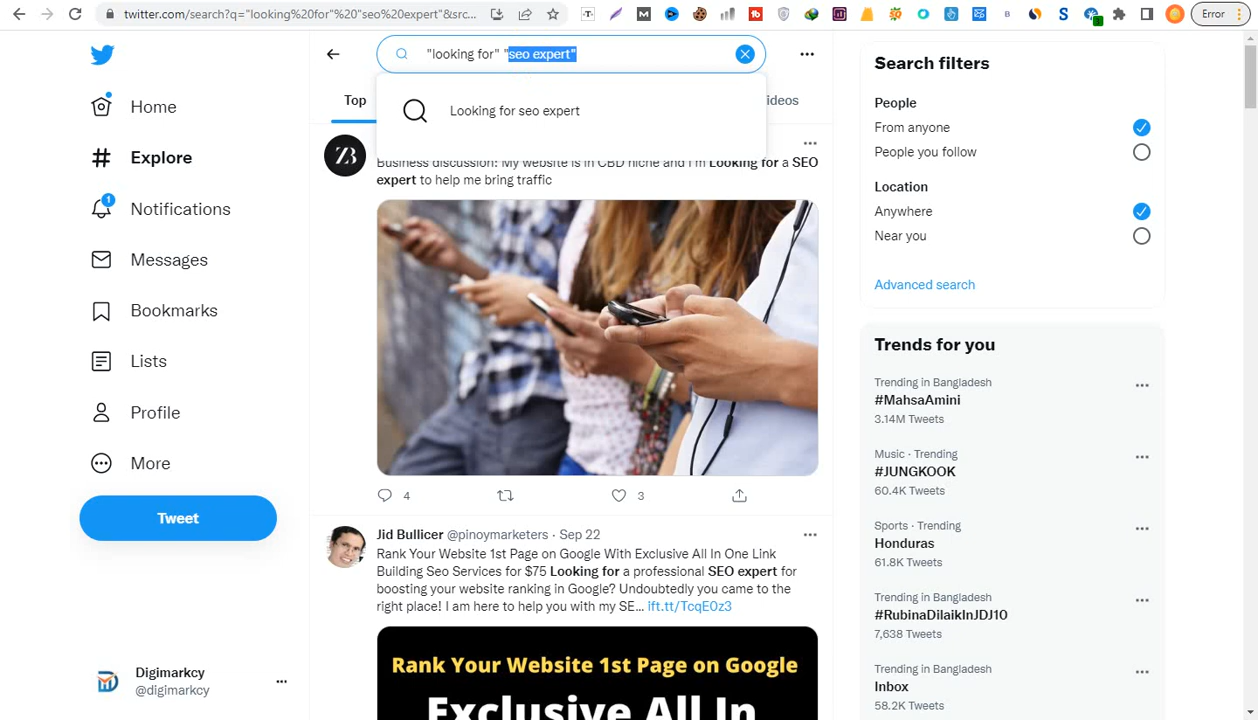 twitter.com/search?q="looking%20for"%20"seo%20expert"&src...
Error
"looking for" "seo expert"
Looking for seo expert
Top
ideos
Home
Explore
1
Notifications
Messages
Bookmarks
Lists
Profile
More
Tweet
Digimarkcy
@digimarkcy
Business discussion: My website is in CBD niche and I'm Looking for a SEO
expert to help me bring traffic
4
3
Jid Bullicer @pinoymarketers · Sep 22
Rank Your Website 1st Page on Google With Exclusive All In One Link
Building Seo Services for $75 Looking for a professional SEO expert for
boosting your website ranking in Google? Undoubtedly you came to the
right place! I am here to help you with my SE... ift.tt/TcqE0z3
Rank Your Website 1st Page on Google
Exclusive All In
Search filters
People
From anyone
People you follow
Location
Anywhere
Near you
Advanced search
Trends for you
Trending in Bangladesh
#MahsaAmini
3.14M Tweets
Music · Trending
#JUNGKOOK
60.4K Tweets
Sports · Trending
Honduras
61.8K Tweets
Trending in Bangladesh
#RubinaDilaikInJDJ10
7,638 Tweets
Trending in Bangladesh
Inbox
58.2K Tweets